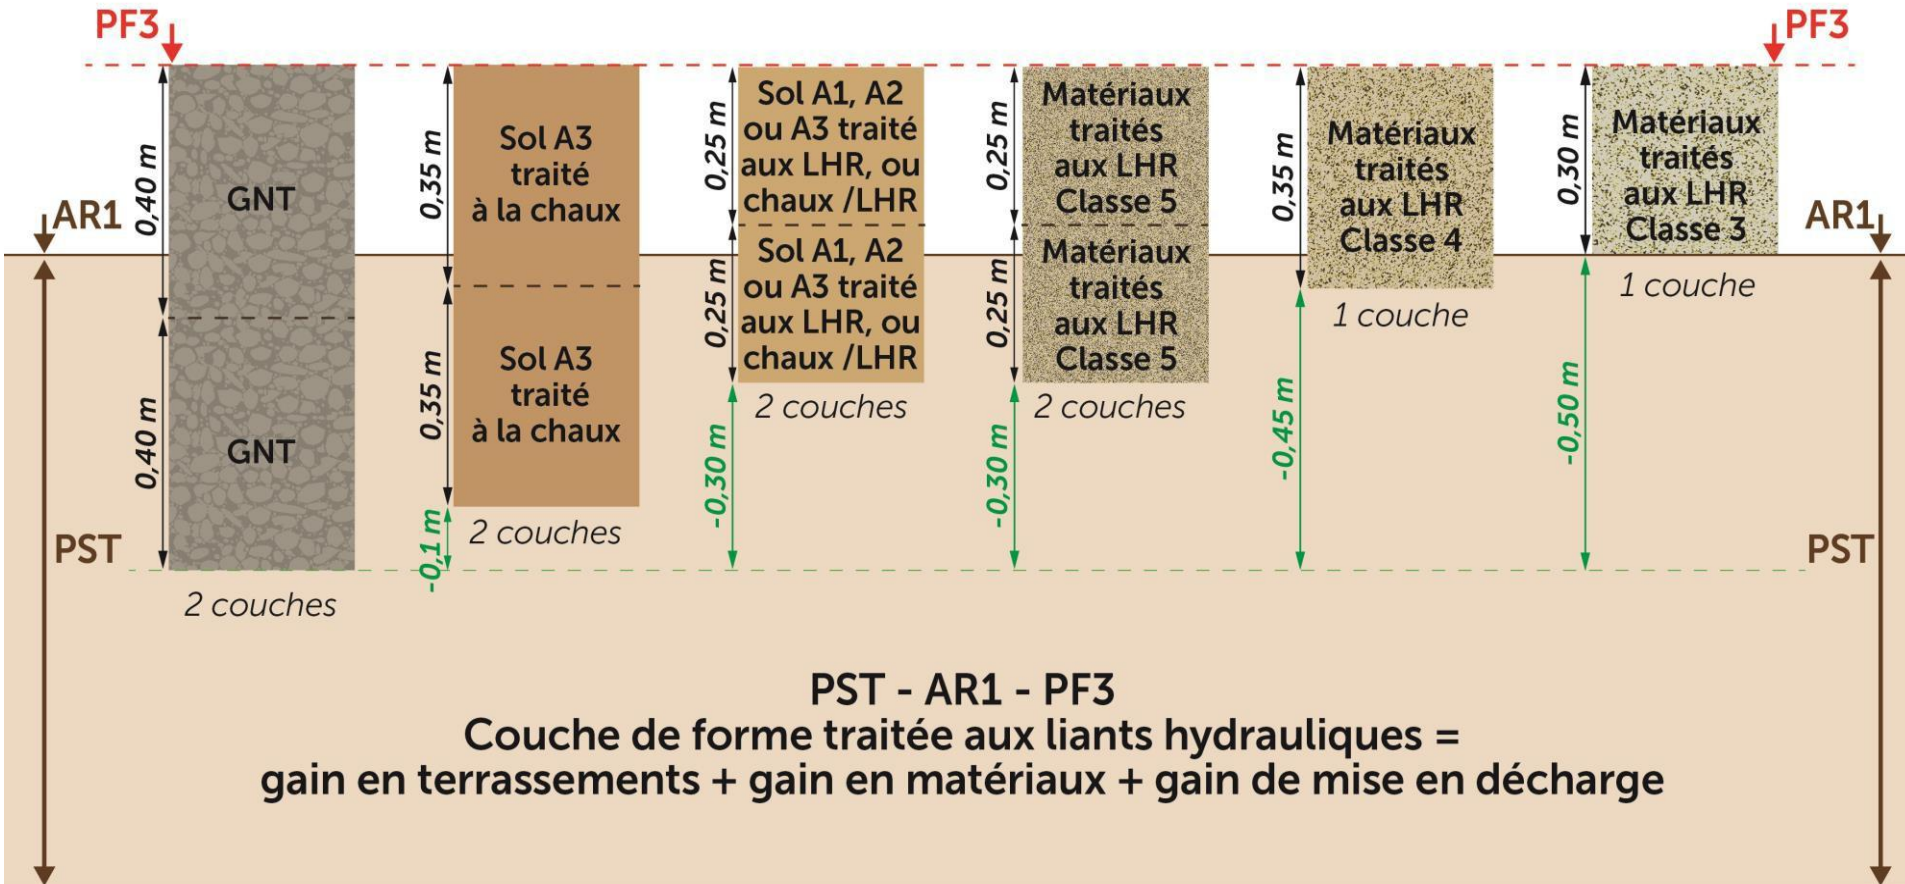 PF3
PF3
AR1
AR1
PST
PST
0,40 m
GNT
0,40 m
GNT
2 couches
0,35 m
Sol A3
traité
à la chaux
0,35 m
Sol A3
traité
à la chaux
-0,1 m
2 couches
0,25 m
Sol A1, A2
ou A3 traité
aux LHR, ou
chaux /LHR
0,25 m
Sol A1, A2
ou A3 traité
aux LHR, ou
chaux /LHR
-0,30 m
2 couches
0,25 m
Matériaux
traités
aux LHR
Classe 5
0,25 m
Matériaux
traités
aux LHR
Classe 5
-0,30 m
2 couches
0,35 m
Matériaux
traités
aux LHR
Classe 4
-0,45 m
1 couche
0,30 m
Matériaux
traités
aux LHR
Classe 3
-0,50 m
1 couche
PST - AR1 - PF3
Couche de forme traitée aux liants hydrauliques =
gain en terrassements + gain en matériaux + gain de mise en décharge